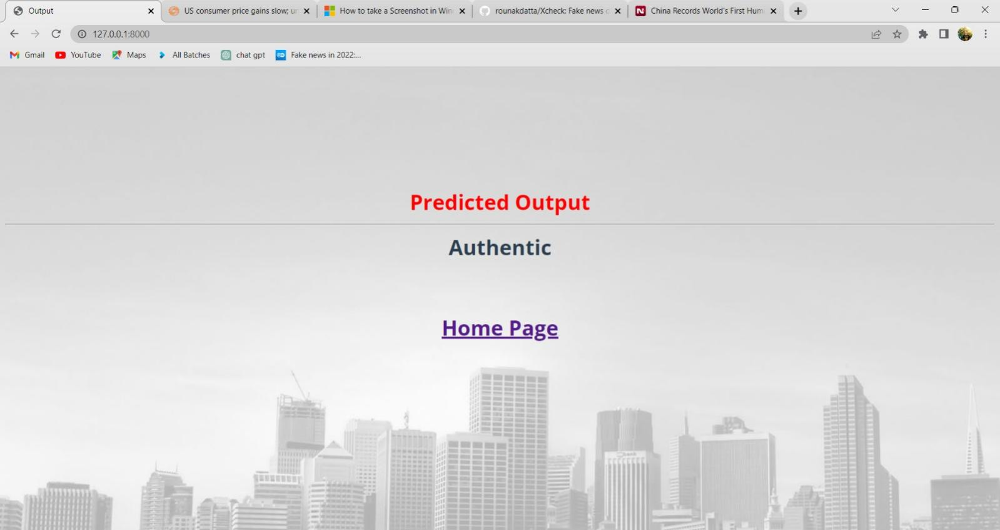 Output
US consumer price gains slow; u
How to take a Screenshot in Win
rounakdatta/Xcheck: Fake news
China Records World's First Hum
127.0.0.1:8000
Gmail
YouTube
Maps
All Batches
chat gpt
Fake news in 2022:...
Predicted Output
Authentic
Home Page